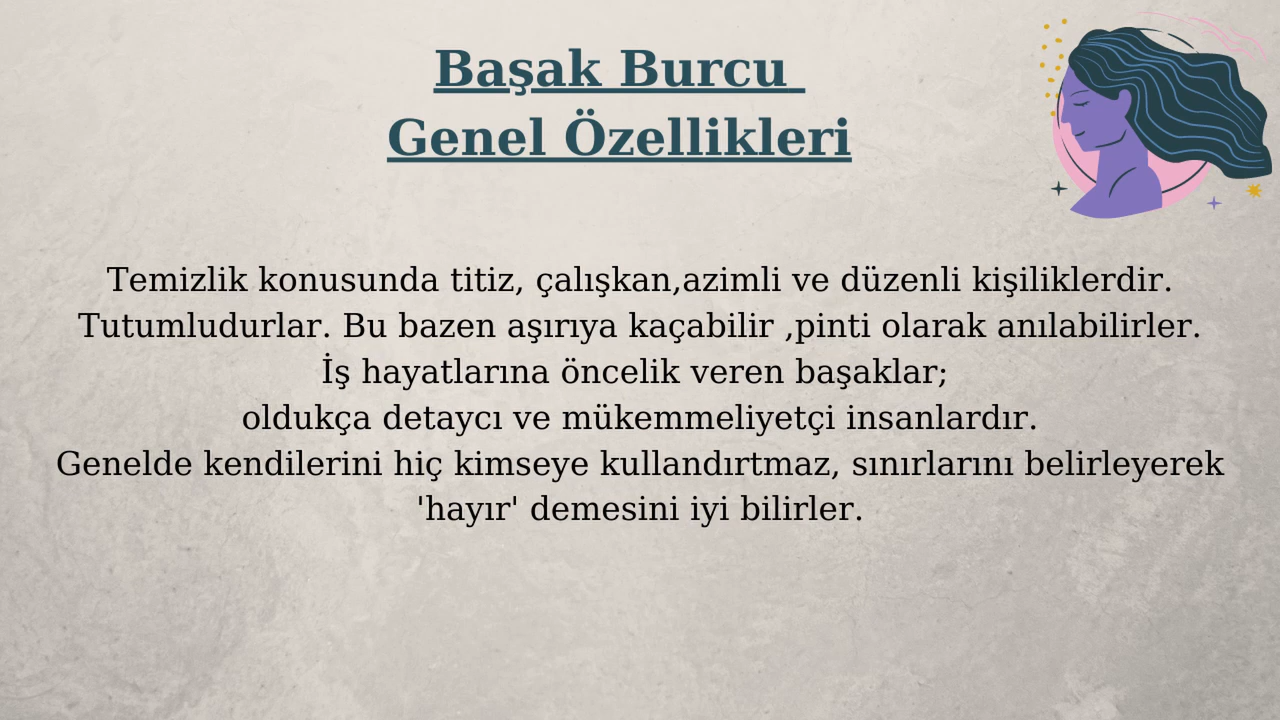 Başak Burcu
Genel Özellikleri
Temizlik konusunda titiz, çalışkan,azimli ve düzenli kişiliklerdir.
Tutumludurlar. Bu bazen aşırıya kaçabilir ,pinti olarak anılabilirler.
İş hayatlarına öncelik veren başaklar;
oldukça detaycı ve mükemmeliyetçi insanlardır.
Genelde kendilerini hiç kimseye kullandırtmaz, sınırlarını belirleyerek
'hayır' demesini iyi bilirler.